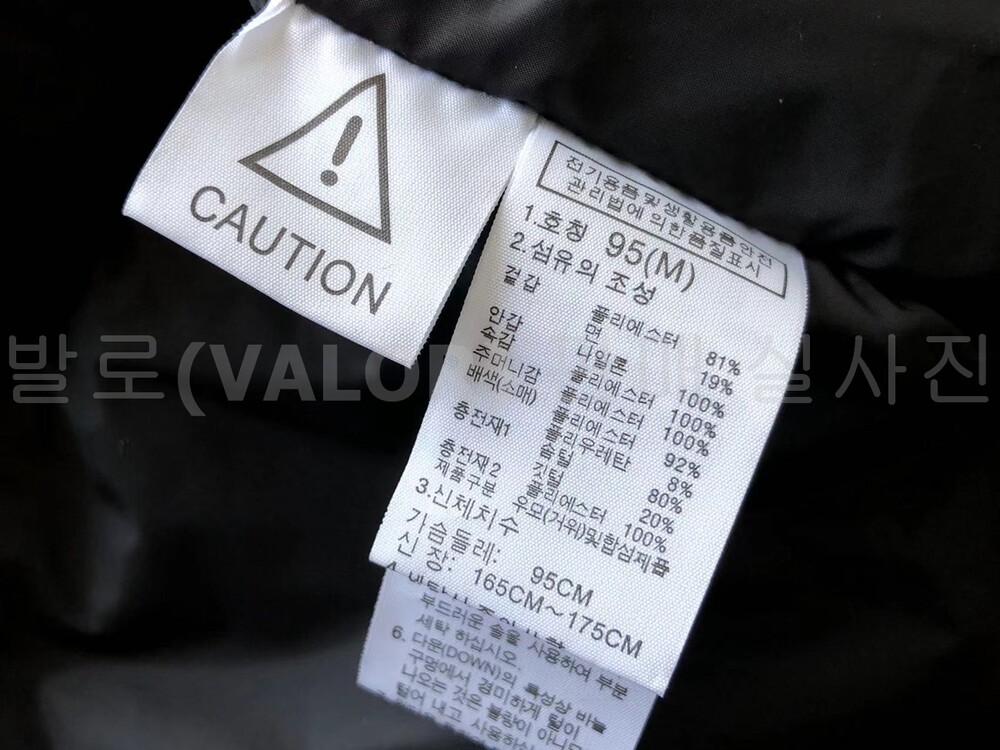 CAUTION
전기용품및생활용품안전
관리법에 의한품질표시
1.호칭 95(M)
2.섬유의 조성
겉감 폴리에스터 81%
면 19%
안감 나일론 100%
속감 폴리에스터 100%
주머니감 폴리에스터 100%
배색(소매) 폴리에스터 92%
폴리우레탄 8%
충전재1 솜털 80%
깃털 20%
충전재2 폴리에스터 100%
제품구분 우모(거위)및합성제품
3.신체치수
가슴둘레: 95CM
신 장: 165CM~175CM
부드러운 솔을 사용하여 부분
세탁 하십시오.
6. 다운(DOWN)의 특성상 바늘
구멍에서 경미하게 털이
나오는 것은 불량이 아니므
털어 내고 사용하십
발로(VALO 실사진